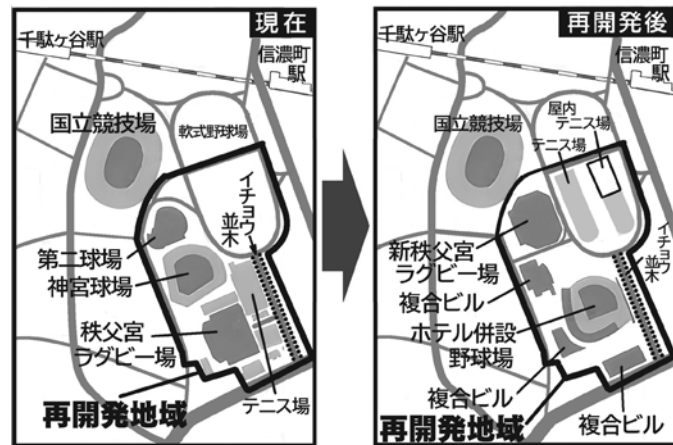 現在
千駄ヶ谷駅
信濃町
駅
国立競技場
軟式野球場
イチョウ
並木
第二球場
神宮球場
秩父宮
ラグビー場
テニス場
再開発地域
再開発後
千駄ヶ谷駅
信濃町
駅
国立競技場
屋内
テニス場
テニス場
イチョウ
並木
新秩父宮
ラグビー場
複合ビル
ホテル併設
野球場
複合ビル
複合ビル
再開発地域